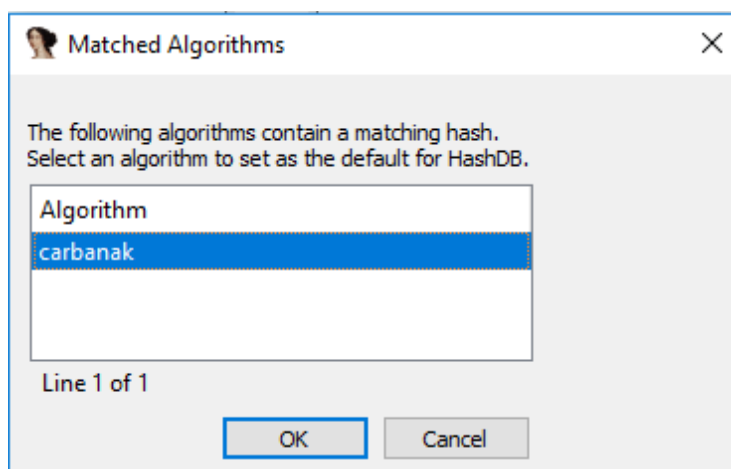 Matched Algorithms
The following algorithms contain a matching hash.
Select an algorithm to set as the default for HashDB.
Algorithm
carbanak
Line 1 of 1
OK
Cancel